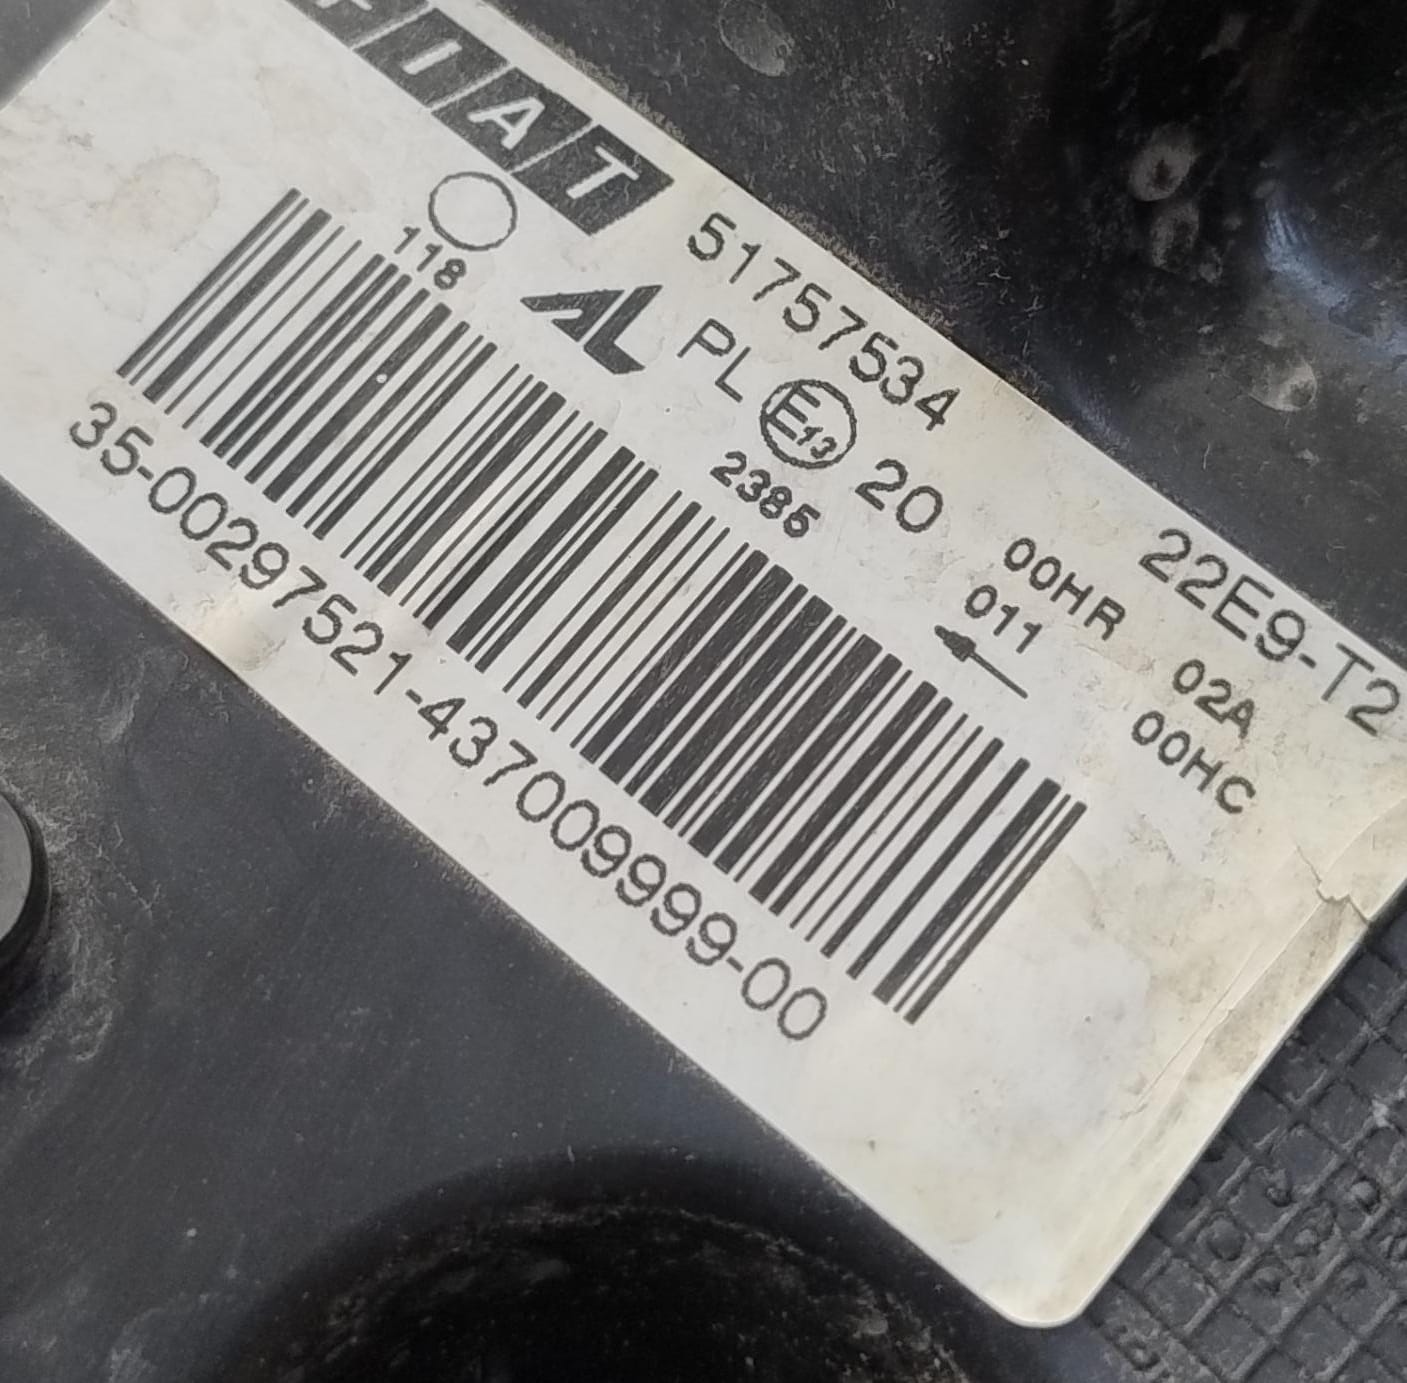 FIAT
51757534
22E9-T2
118
AL PL E13 20
2385
00HR
011
02A
00HC
35-00297521-437009999-00